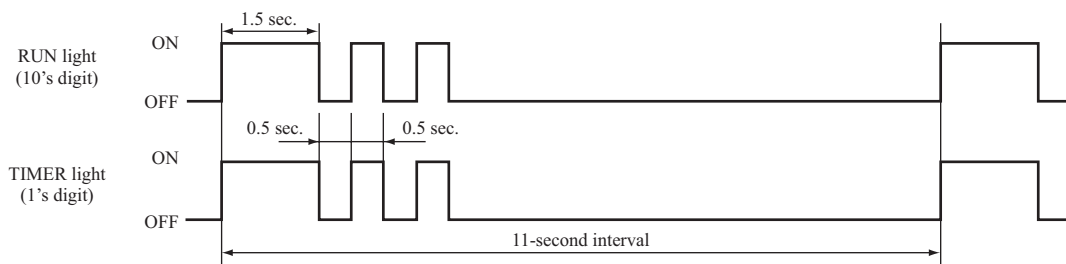 1.5 sec.
RUN light
(10’s digit)
ON
OFF
0.5 sec.
0.5 sec.
TIMER light
(1’s digit)
ON
OFF
11-second interval